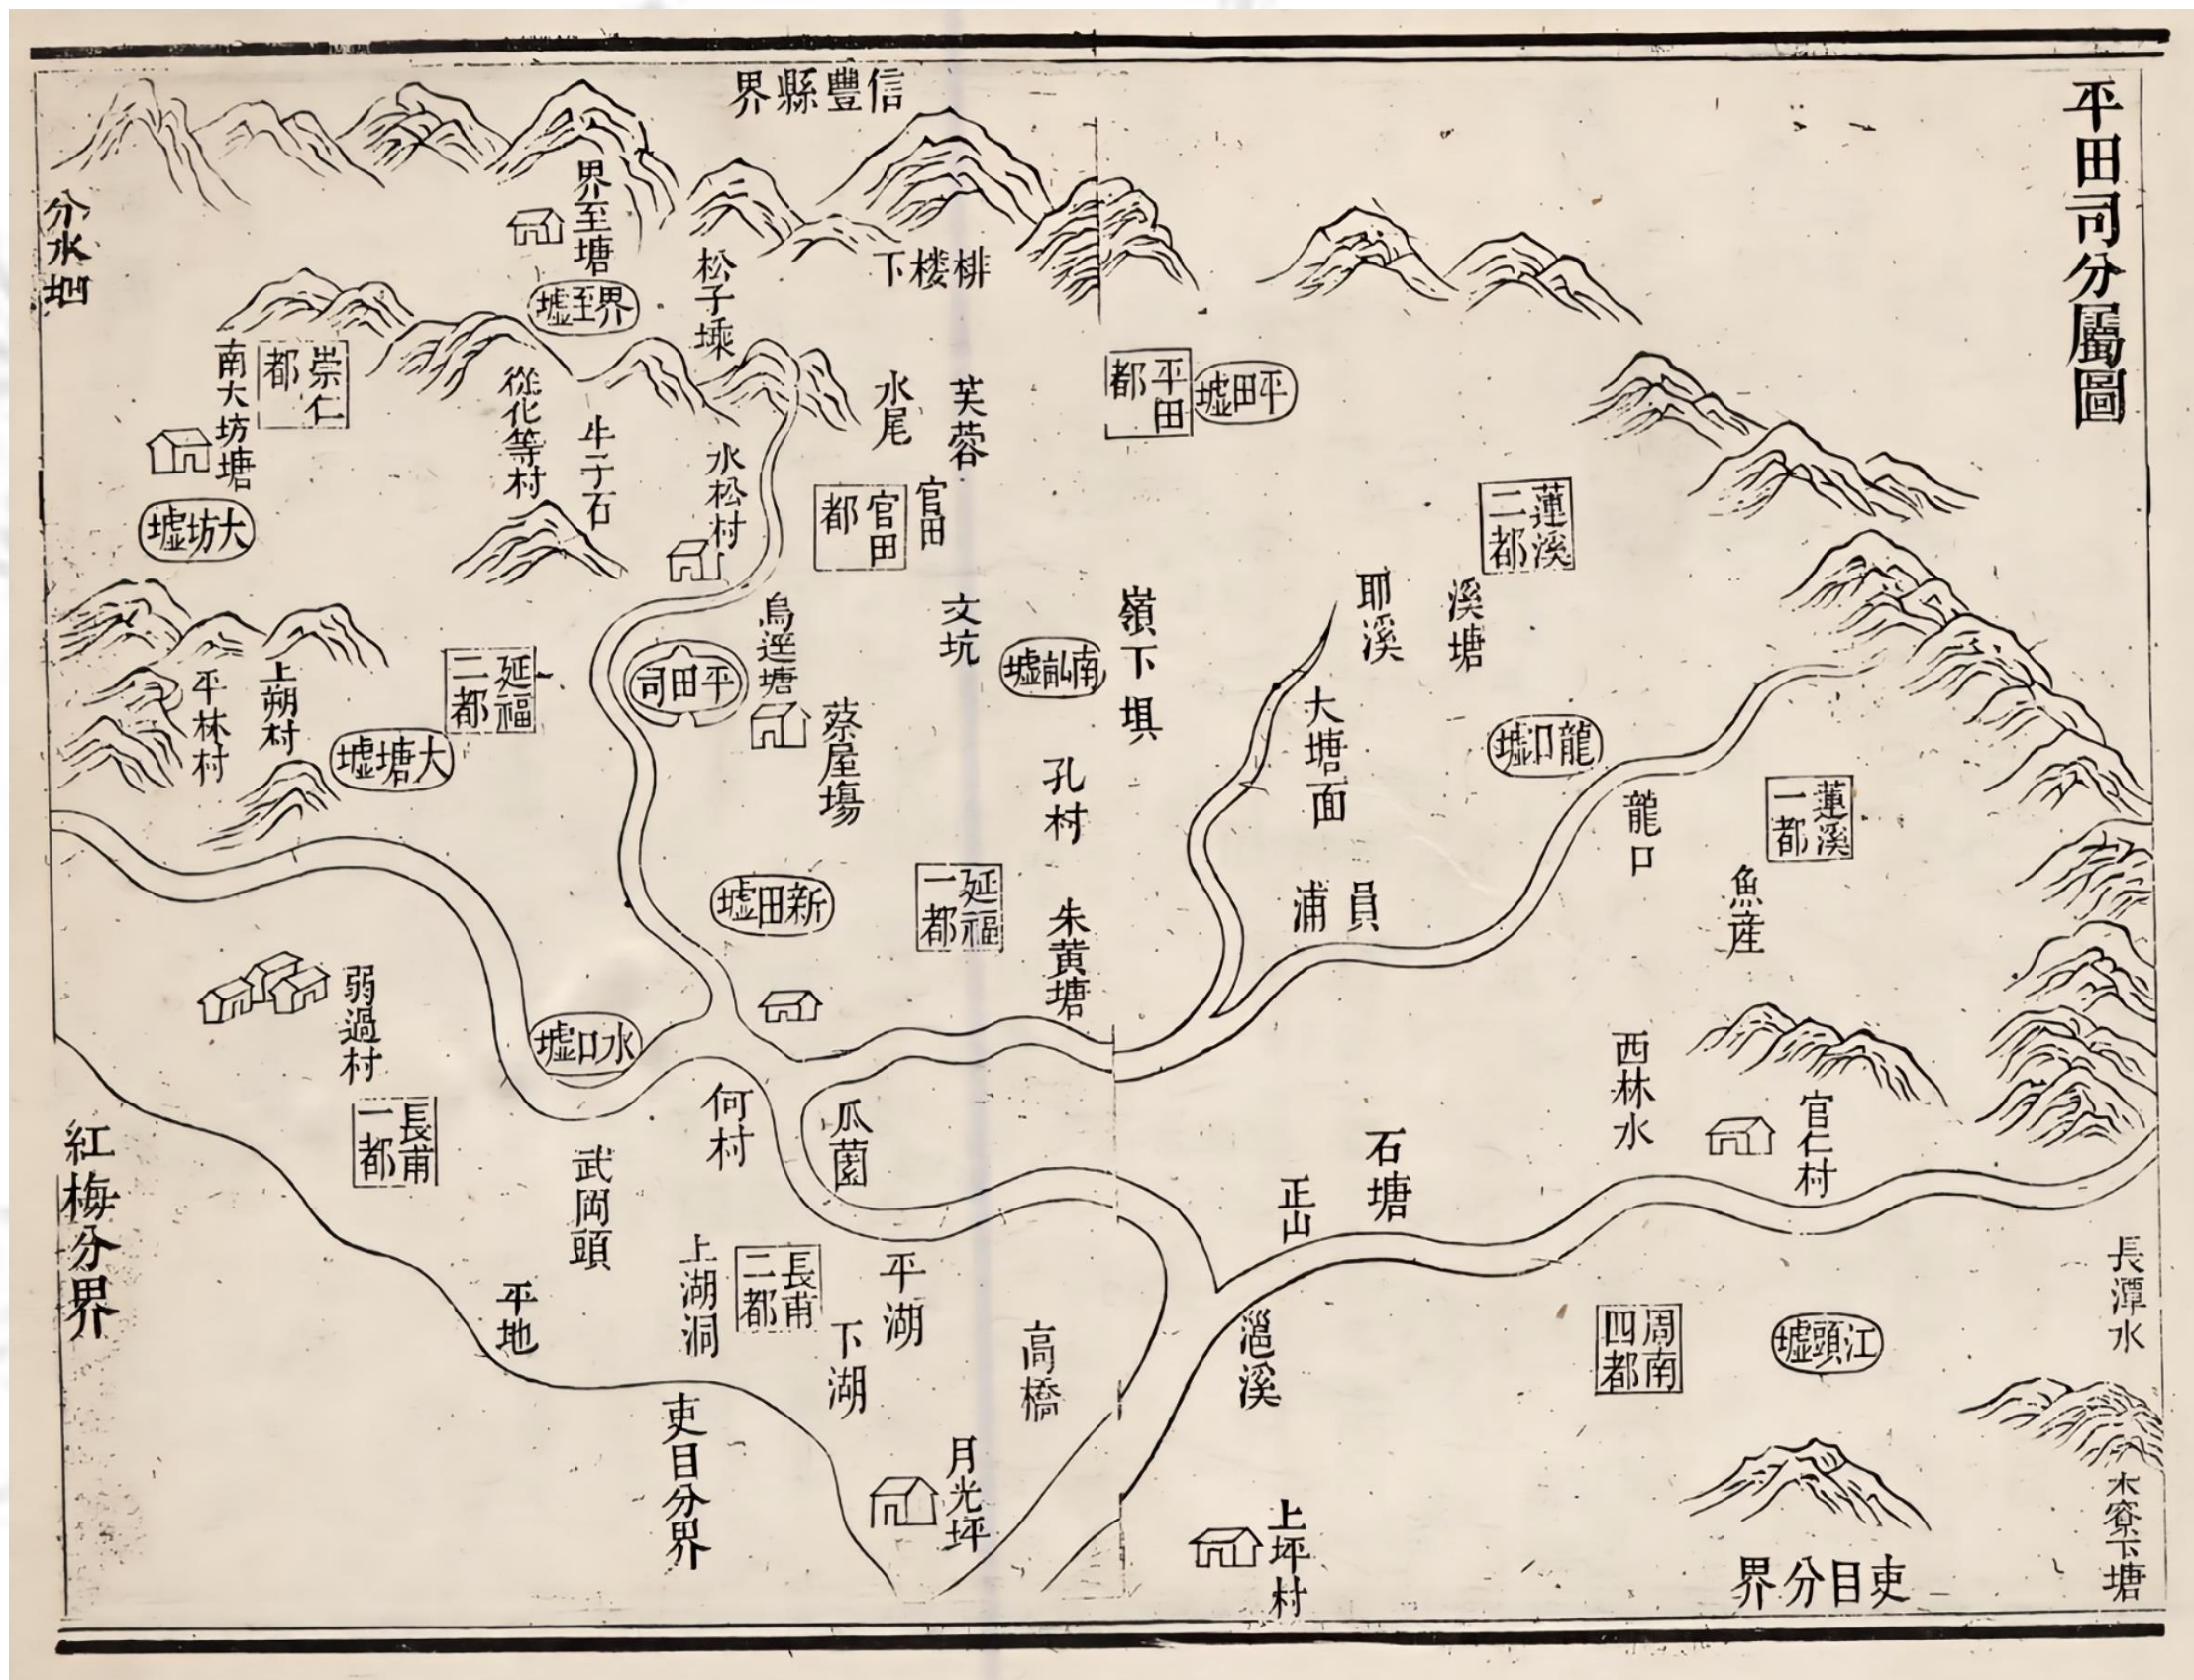 平田司分屬圖
信豐縣界
分水坳
界至塘
界至墟
松子壩
棑楼下
崇仁都
南大坊塘
大坊墟
從化等村
牛子石
水松村
水尾
芙蓉
官田
官田都
平田都
平田墟
蓮溪二都
耶溪
溪塘
嶺下
文坑
烏逕塘
平田司
蔡屋塲
延福二都
上朔村
平林村
大塘墟
孔村
大塘面
龍口墟
龍口
蓮溪一都
魚産
員浦
新田墟
延福一都
朱黄塘
弱過村
水口墟
長甫一都
何村
瓜薗
武岡頭
西林水
官仁村
石塘
正山
紅梅分界
上湖洞
長甫二都
平湖
下湖
平地
高橋
邕溪
周南四都
江頭墟
長潭水
吏目分界
月光坪
上坪村
木寮下塘
吏目分界